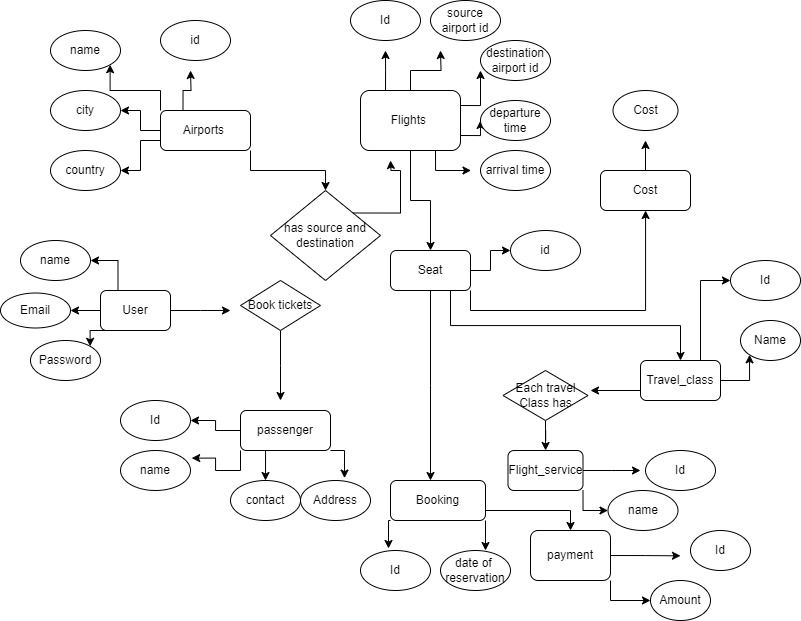 Id
source
airport id
id
name
destination
airport id
city
Airports
Flights
departure
time
Cost
country
arrival time
Cost
has source and
destination
name
Seat
id
Id
Email
User
Book tickets
Name
Password
Travel_class
Each travel
Class has
Id
passenger
name
Flight_service
Id
contact
Address
Booking
name
Id
date of
reservation
payment
Id
Amount